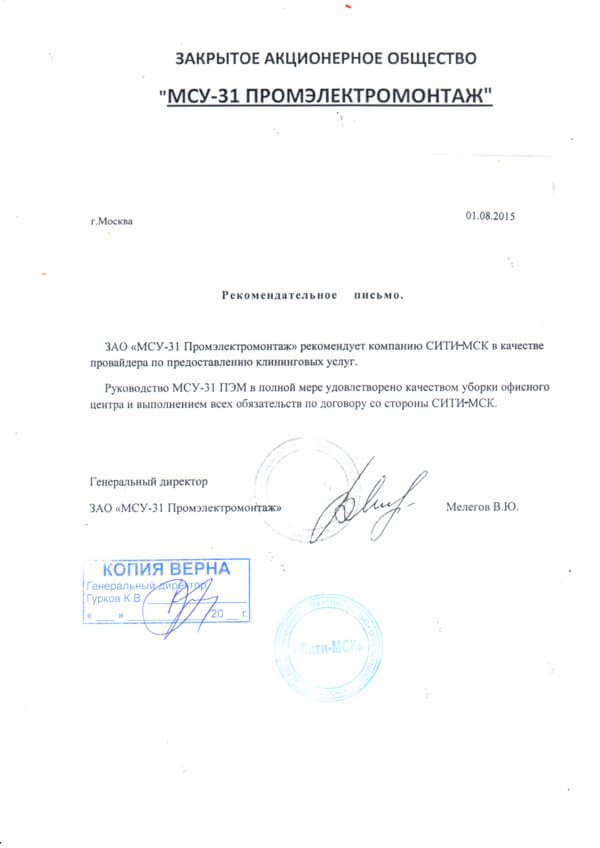 ЗАКРЫТОЕ АКЦИОНЕРНОЕ ОБЩЕСТВО
"МСУ-31 ПРОМЭЛЕКТРОМОНТАЖ"
г.Москва
01.08.2015
Рекомендательное письмо.
ЗАО «МСУ-31 Промэлектромонтаж» рекомендует компанию СИТИ-МСК в качестве
провайдера по предоставлению клининговых услуг.
Руководство МСУ-31 ПЭМ в полной мере удовлетворено качеством уборки офисного
центра и выполнением всех обязательств по договору со стороны СИТИ-МСК.
Генеральный директор
ЗАО «МСУ-31 Промэлектромонтаж»
Мелегов В.Ю.
КОПИЯ ВЕРНА
Генеральный директор
Гурков К.В.
« » 20 г.
«Сити-МСК»